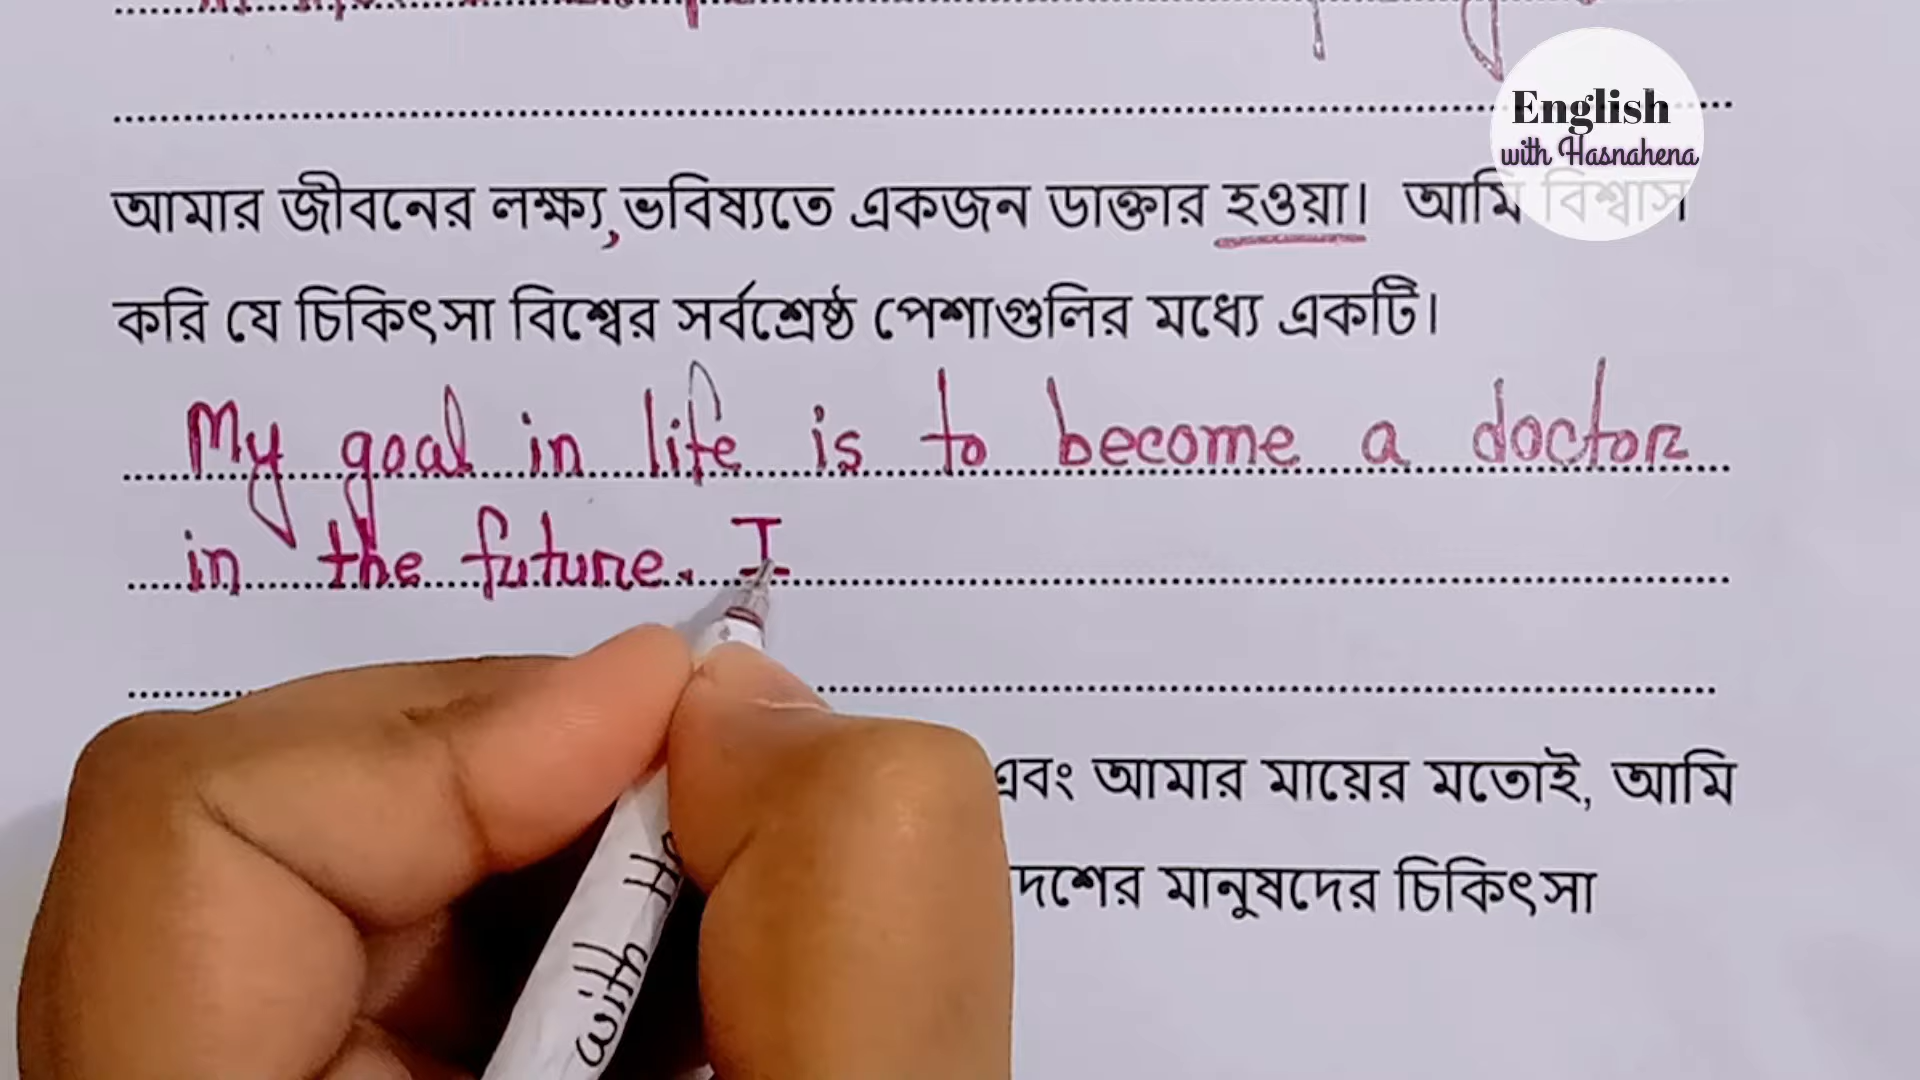 English
with Hasnahena
আমার জীবনের লক্ষ্য, ভবিষ্যতে একজন ডাক্তার হওয়া। আমি বিশ্বাস
করি যে চিকিৎসা বিশ্বের সর্বশ্রেষ্ঠ পেশাগুলির মধ্যে একটি।
My goal in life is to become a doctor
in the future. I
এবং আমার মায়ের মতোই, আমি
মানুষদের চিকিৎসা
with